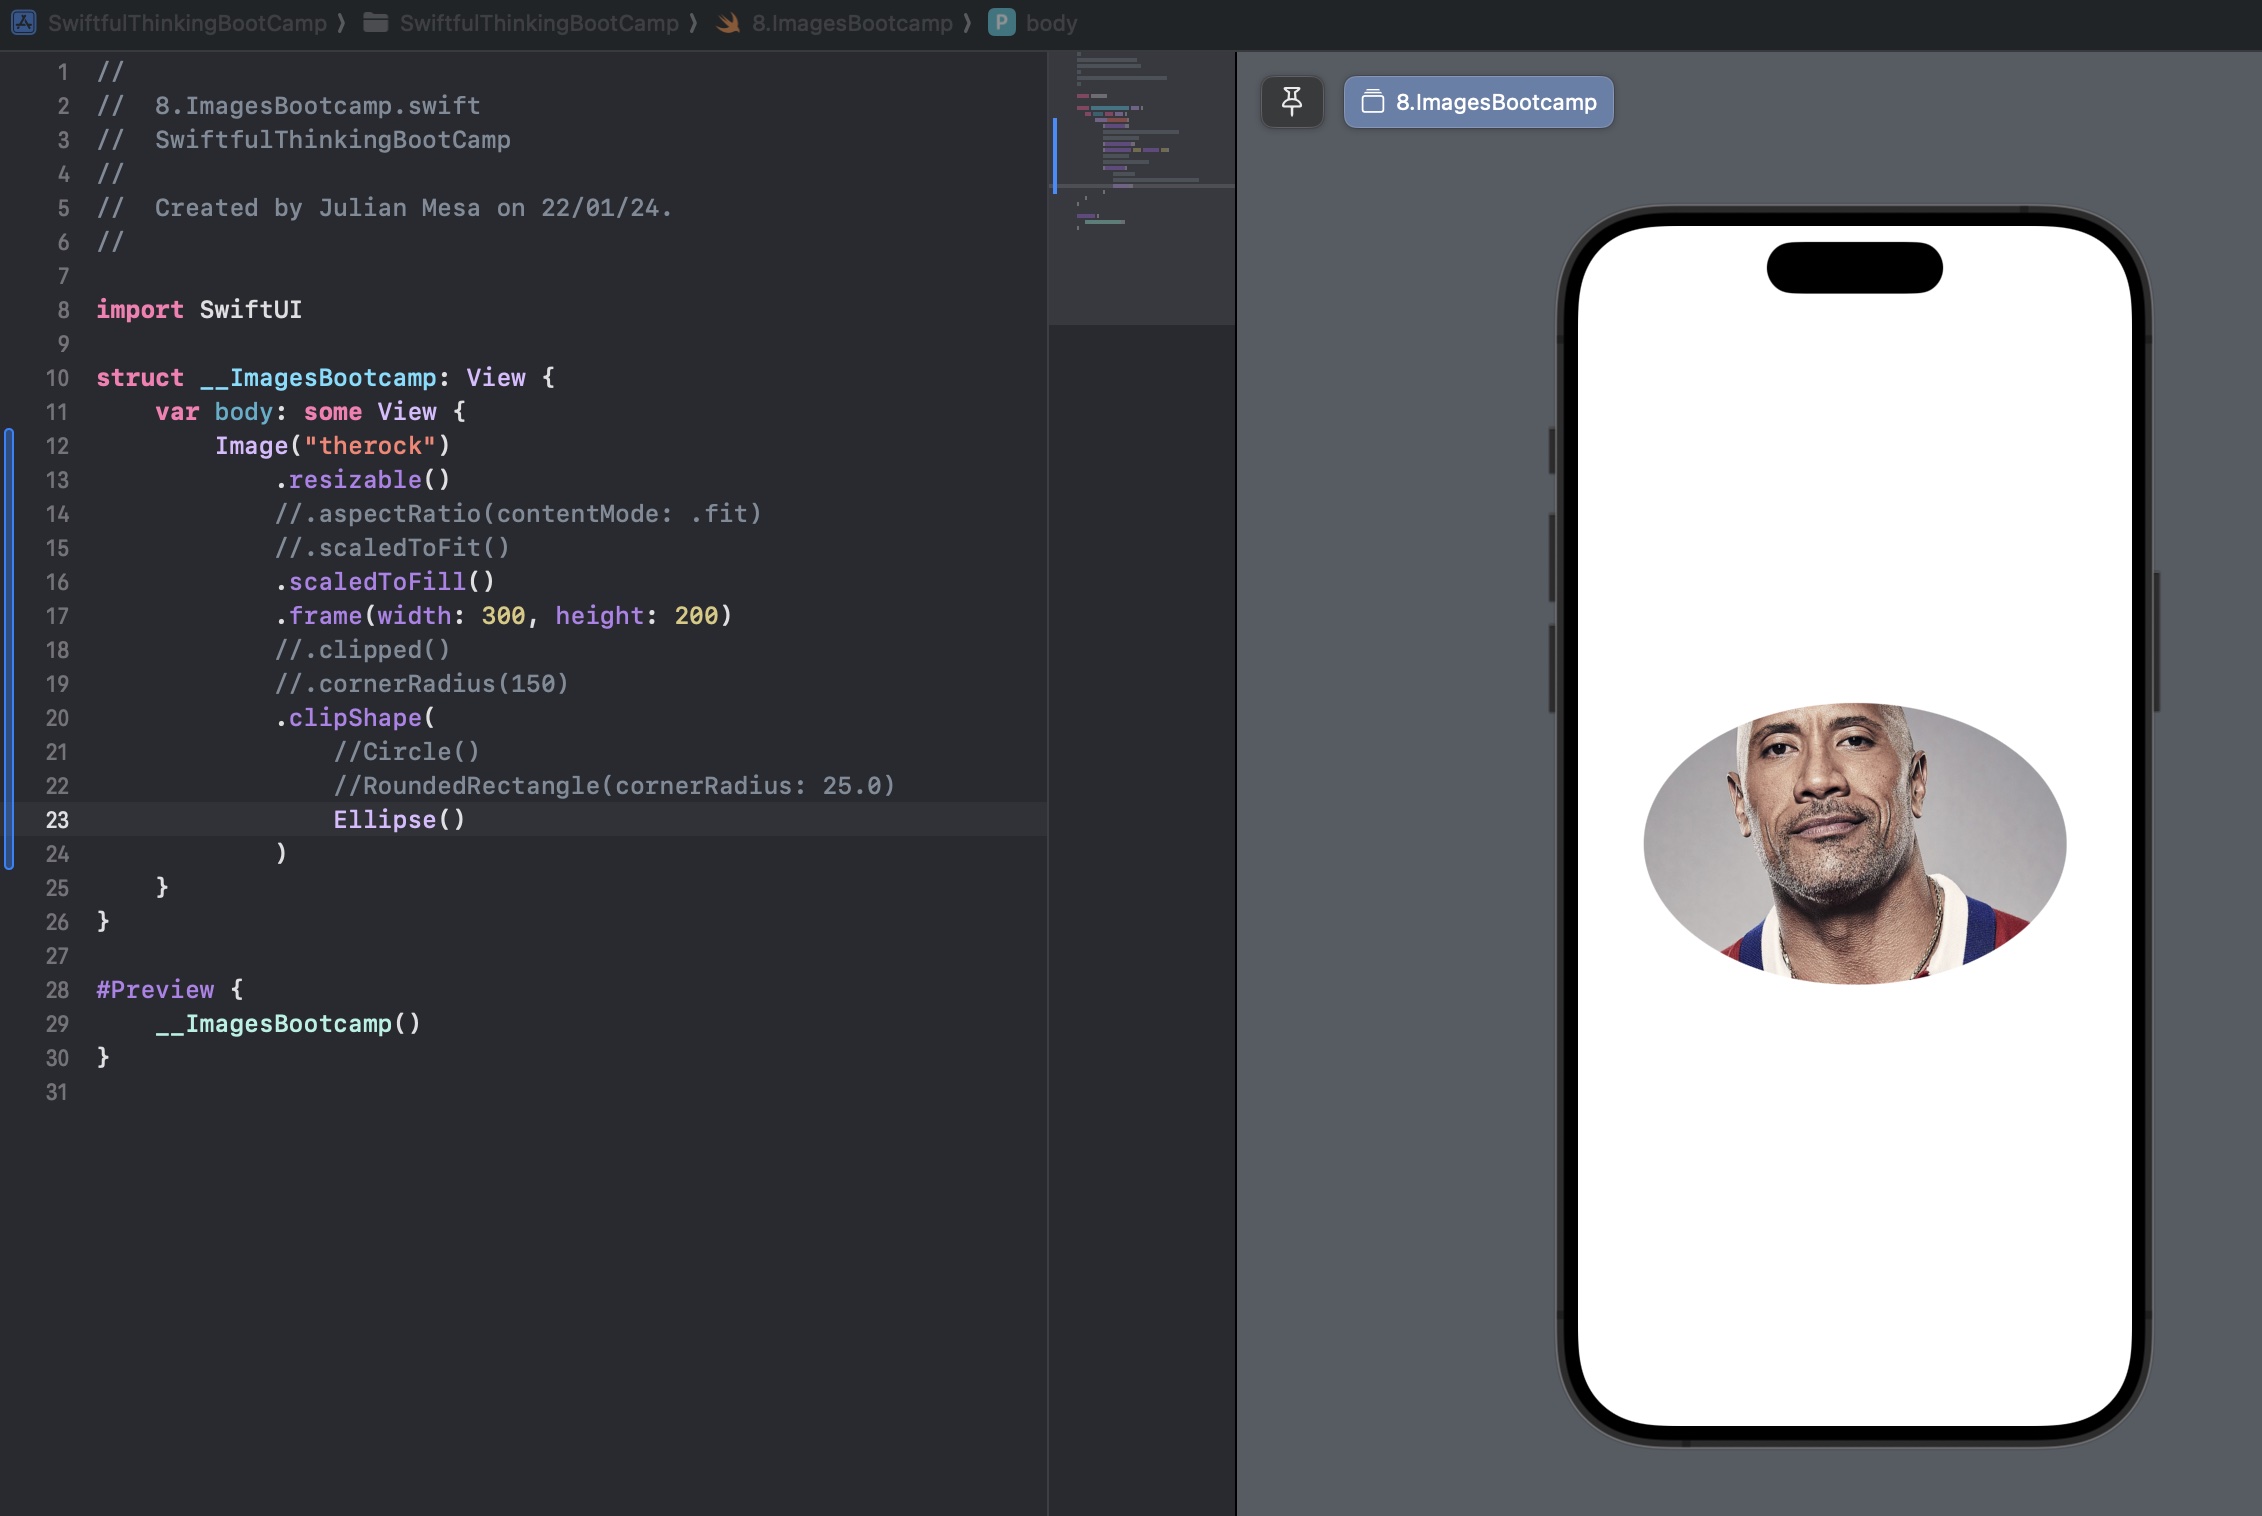 SwiftfulThinkingBootCamp ⟩ SwiftfulThinkingBootCamp ⟩ 8.ImagesBootcamp ⟩ P body
1 //
2 //  8.ImagesBootcamp.swift
3 //  SwiftfulThinkingBootCamp
4 //
5 //  Created by Julian Mesa on 22/01/24.
6 //
7
8 import SwiftUI
9
10 struct __ImagesBootcamp: View {
11     var body: some View {
12         Image("therock")
13             .resizable()
14             //.aspectRatio(contentMode: .fit)
15             //.scaledToFit()
16             .scaledToFill()
17             .frame(width: 300, height: 200)
18             //.clipped()
19             //.cornerRadius(150)
20             .clipShape(
21                 //Circle()
22                 //RoundedRectangle(cornerRadius: 25.0)
23                 Ellipse()
24             )
25     }
26 }
27
28 #Preview {
29     __ImagesBootcamp()
30 }
31
8.ImagesBootcamp